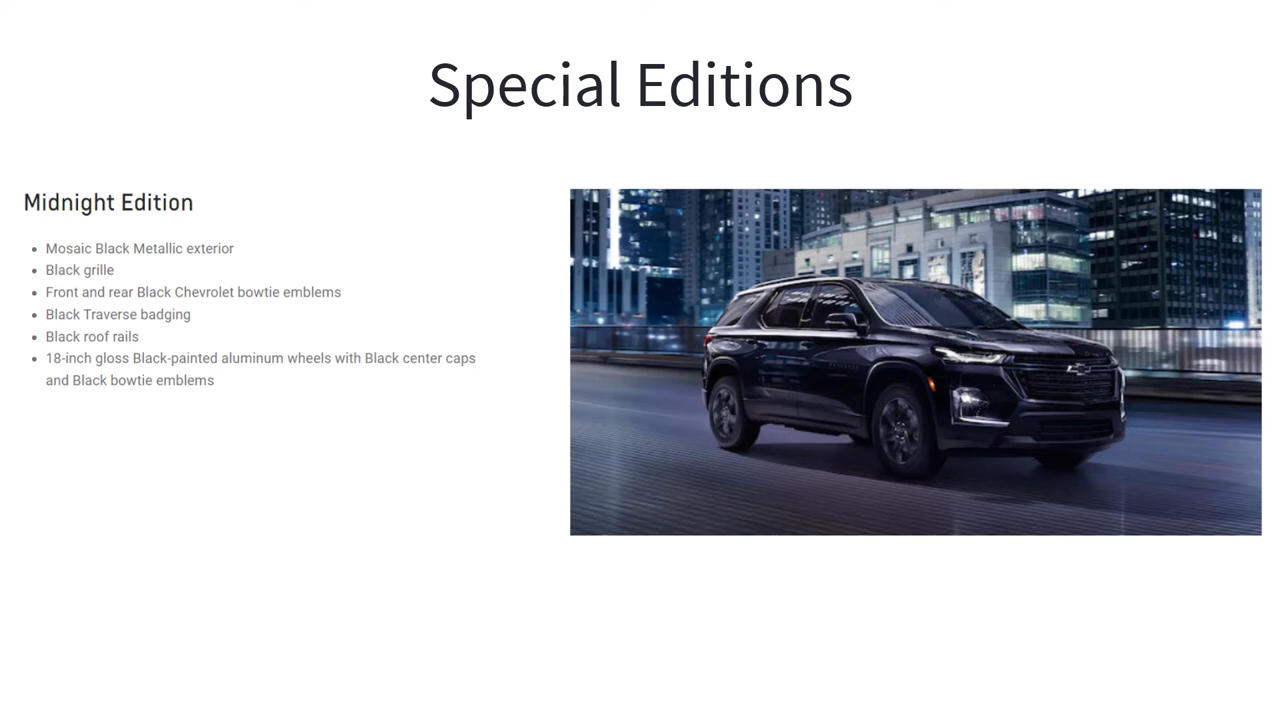 Special Editions
Midnight Edition
Mosaic Black Metallic exterior
Black grille
Front and rear Black Chevrolet bowtie emblems
Black Traverse badging
Black roof rails
18-inch gloss Black-painted aluminum wheels with Black center caps
and Black bowtie emblems